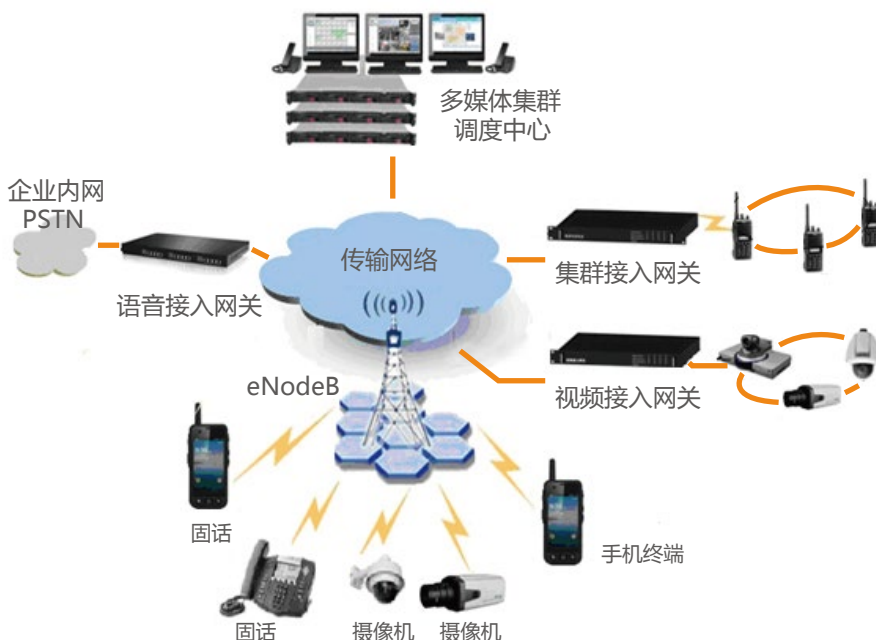 多媒体集群
调度中心
企业内网
PSTN
传输网络
语音接入网关
集群接入网关
eNodeB
视频接入网关
固话
手机终端
固话
摄像机
摄像机